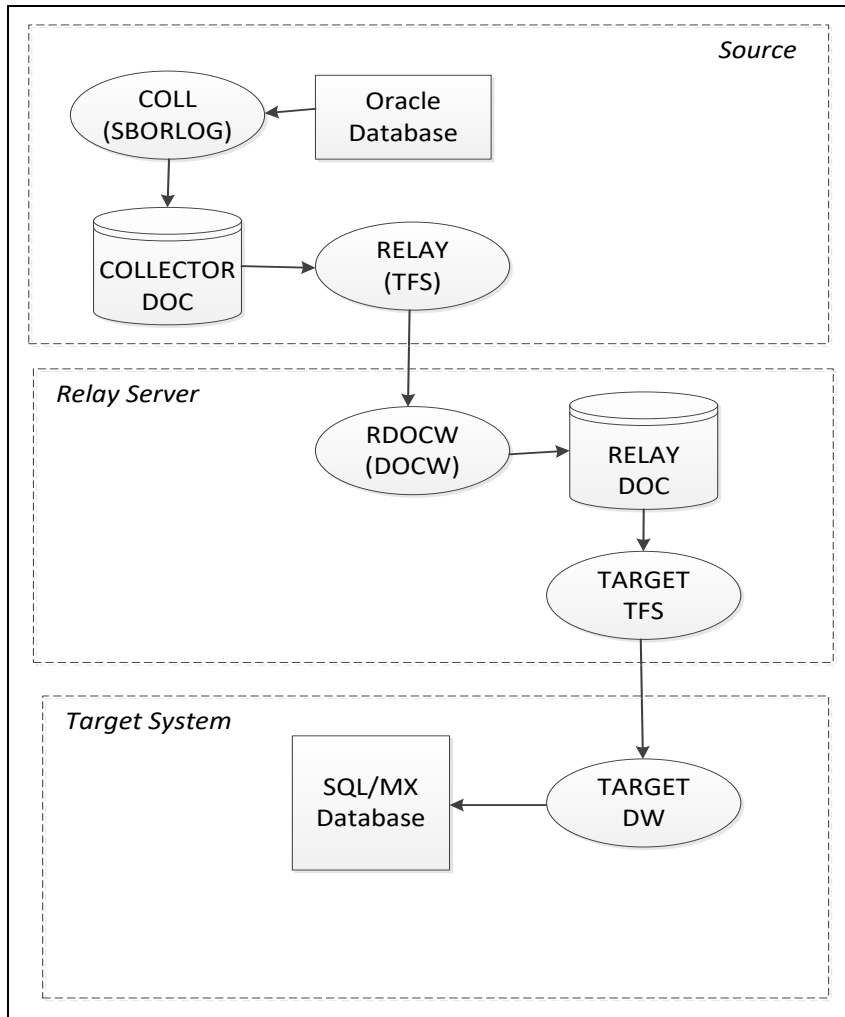 Source
COLL
(SBORLOG)
Oracle
Database
COLLECTOR
DOC
RELAY
(TFS)
Relay Server
RDOCW
(DOCW)
RELAY
DOC
TARGET
TFS
Target System
SQL/MX
Database
TARGET
DW